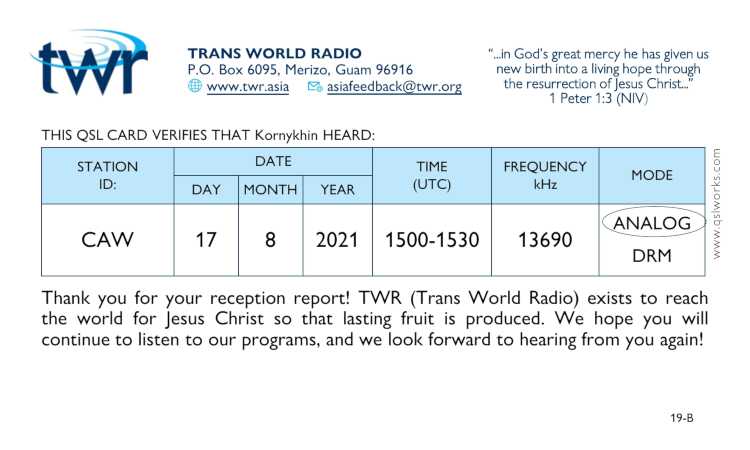 twr
TRANS WORLD RADIO
P.O. Box 6095, Merizo, Guam 96916
www.twr.asia asiafeedback@twr.org
“...in God’s great mercy he has given us
new birth into a living hope through
the resurrection of Jesus Christ...”
1 Peter 1:3 (NIV)
THIS QSL CARD VERIFIES THAT Kornykhin HEARD:
STATION
ID:
DATE
DAY MONTH YEAR
TIME
(UTC)
FREQUENCY
kHz
MODE
CAW 17 8 2021 1500-1530 13690
ANALOG
DRM
www.qslworks.com
Thank you for your reception report! TWR (Trans World Radio) exists to reach
the world for Jesus Christ so that lasting fruit is produced. We hope you will
continue to listen to our programs, and we look forward to hearing from you again!
19-B